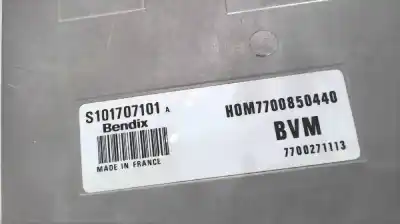 S101707101 A
Bendix
MADE IN FRANCE
HOM7700850440
BVM
7700271113